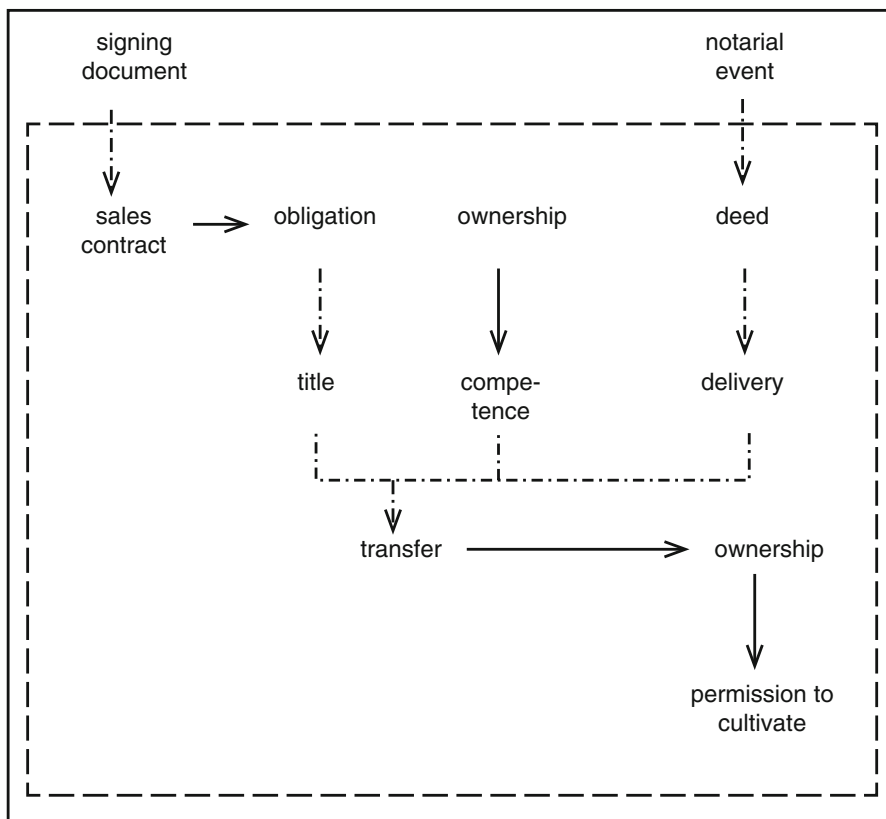 signing
document
notarial
event
sales
contract
obligation
ownership
deed
title
compe-
tence
delivery
transfer
ownership
permission to
cultivate